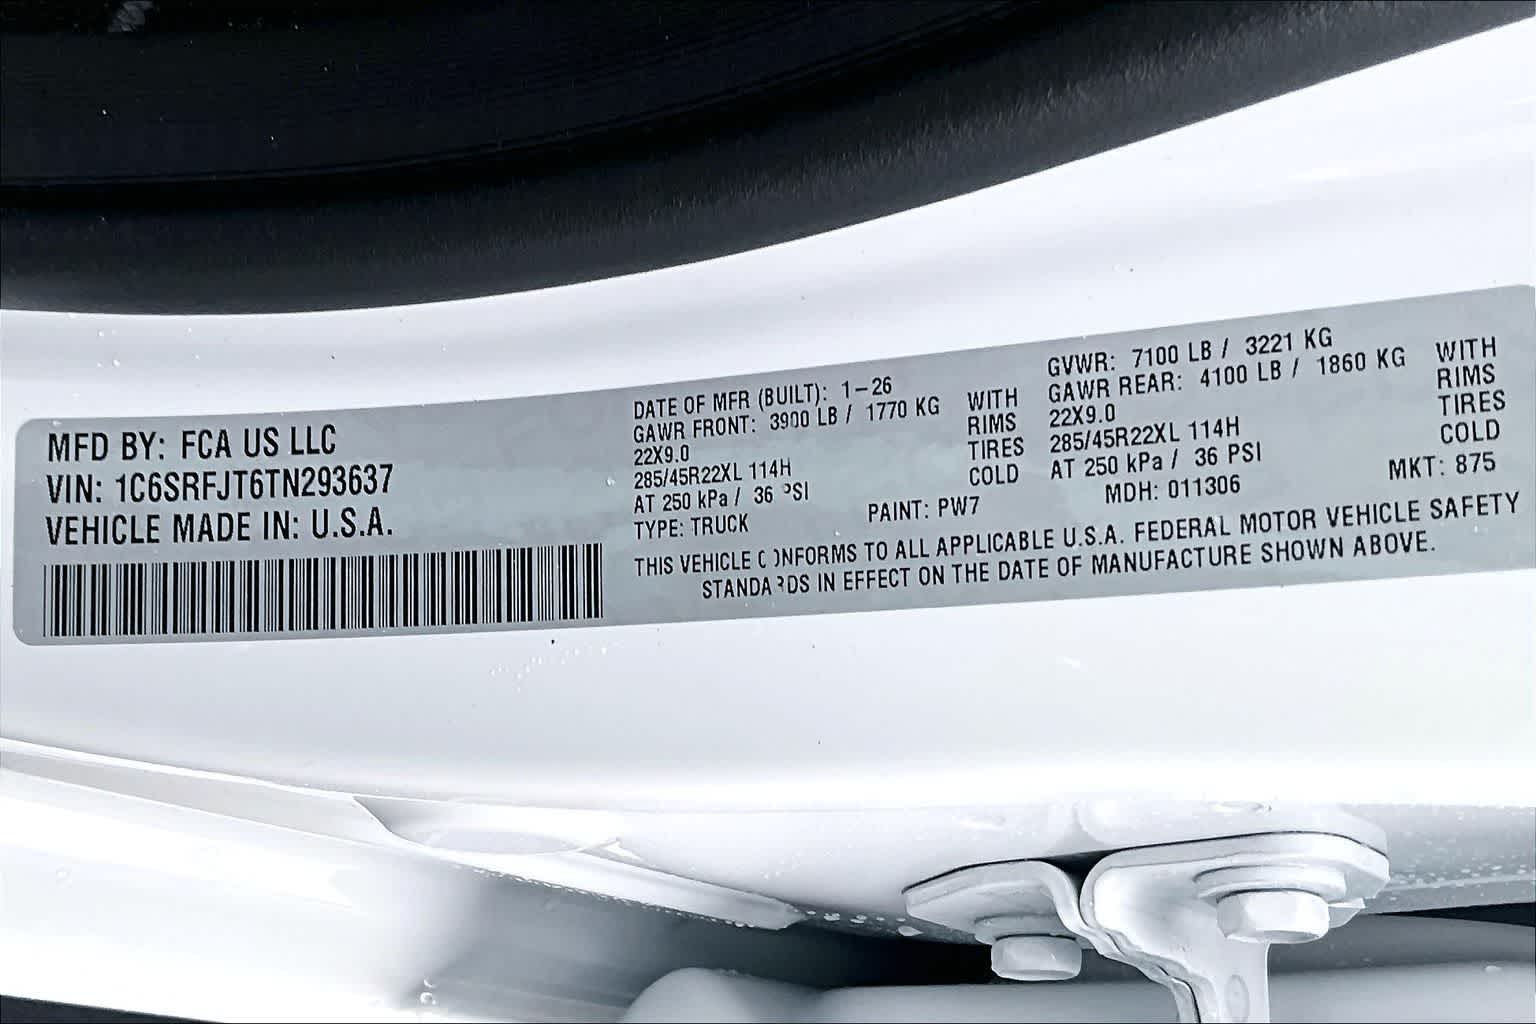 MFD BY: FCA US LLC
VIN: 1C6SRFJT6TN293637
VEHICLE MADE IN: U.S.A.
DATE OF MFR (BUILT): 1-26
GAWR FRONT: 3900 LB / 1770 KG WITH
22X9.0 RIMS
285/45R22XL 114H TIRES
AT 250 kPa / 36 PSI COLD
TYPE: TRUCK PAINT: PW7
GVWR: 7100 LB / 3221 KG
GAWR REAR: 4100 LB / 1860 KG WITH
22X9.0 RIMS
285/45R22XL 114H TIRES
AT 250 kPa / 36 PSI COLD
MDH: 011306 MKT: 875
THIS VEHICLE CONFORMS TO ALL APPLICABLE U.S.A. FEDERAL MOTOR VEHICLE SAFETY
STANDARDS IN EFFECT ON THE DATE OF MANUFACTURE SHOWN ABOVE.